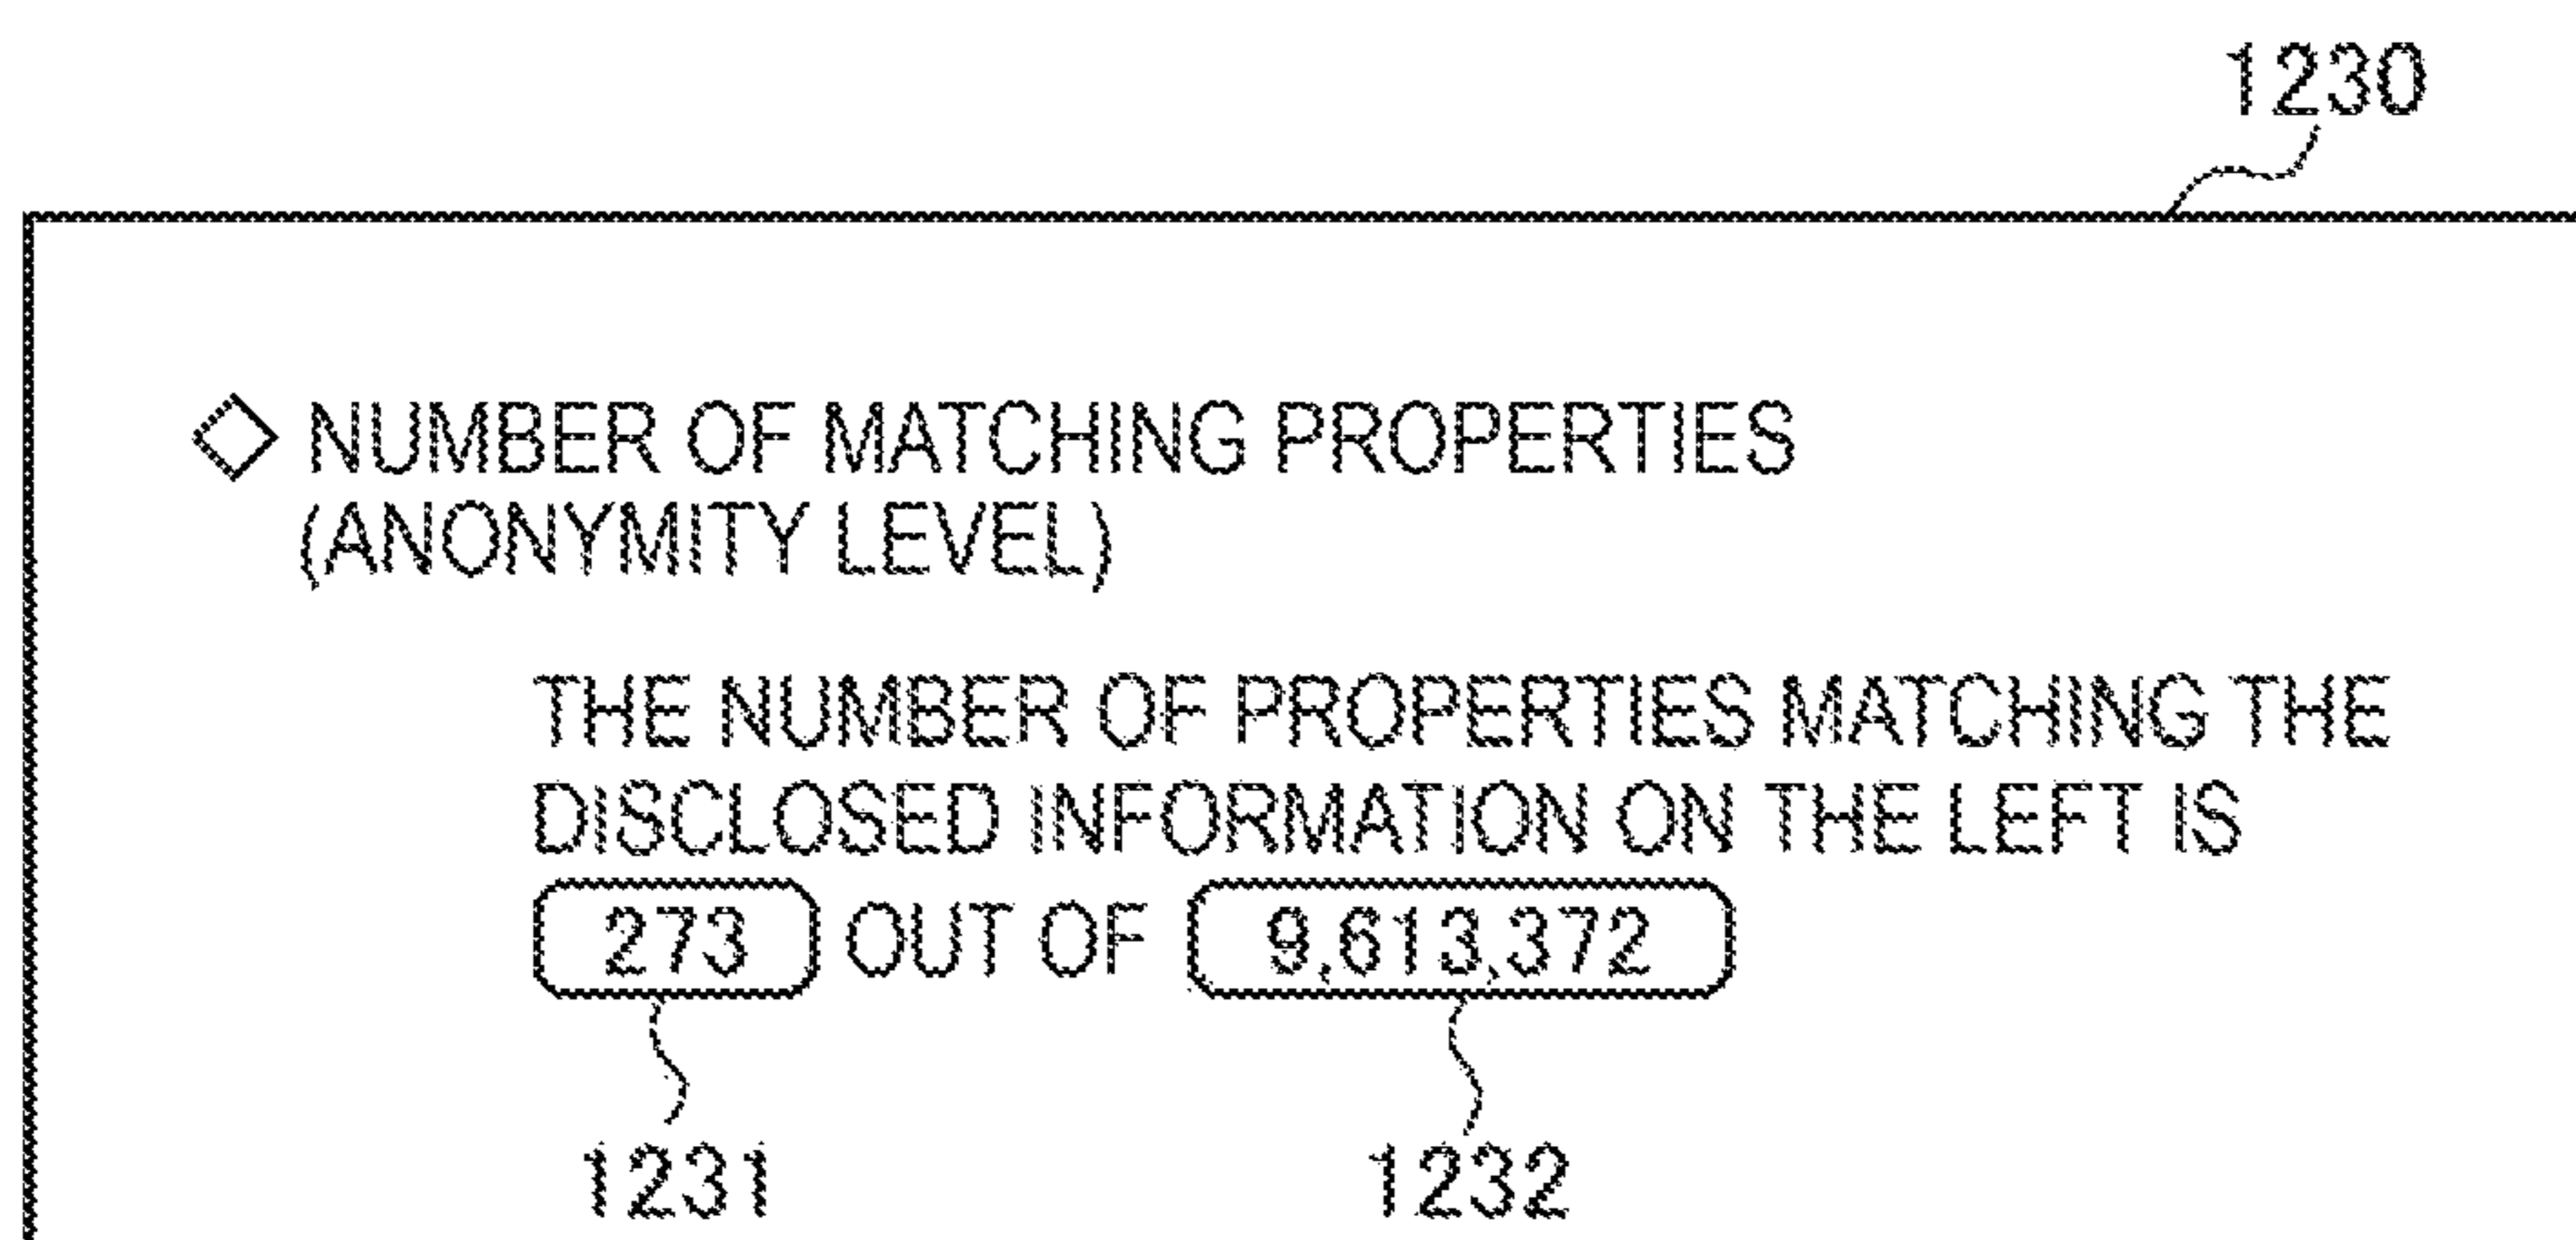 1230
◇ NUMBER OF MATCHING PROPERTIES
(ANONYMITY LEVEL)
THE NUMBER OF PROPERTIES MATCHING THE
DISCLOSED INFORMATION ON THE LEFT IS
273 OUT OF 9,613,372
1231 1232